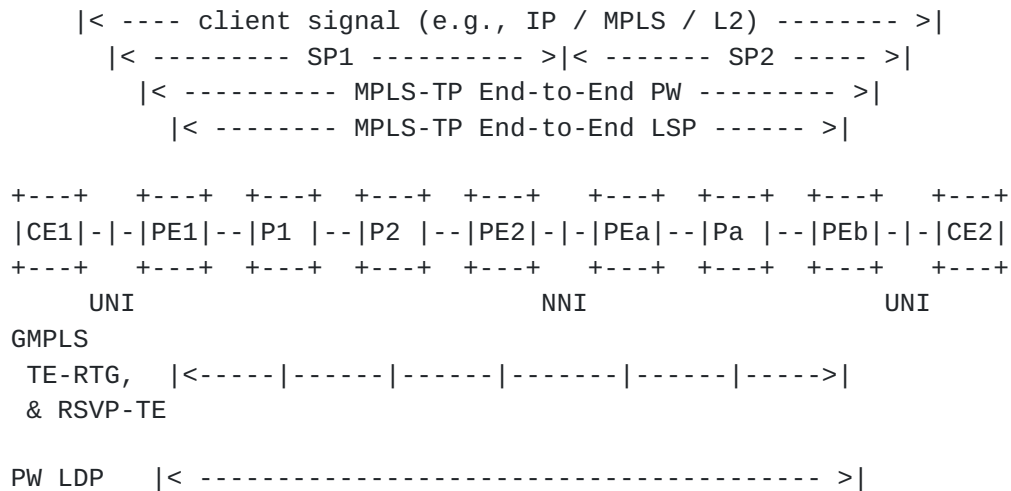 |< ---- client signal (e.g., IP / MPLS / L2) -------- >|
|< --------- SP1 ---------- >|< ------- SP2 ----- >|
|< ---------- MPLS-TP End-to-End PW --------- >|
|< -------- MPLS-TP End-to-End LSP ------ >|
+---+ +---+ +---+ +---+ +---+ +---+ +---+ +---+ +---+
|CE1|-|-|PE1|--|P1 |--|P2 |--|PE2|-|-|PEa|--|Pa |--|PEb|-|-|CE2|
+---+ +---+ +---+ +---+ +---+ +---+ +---+ +---+ +---+
UNI NNI UNI
GMPLS
TE-RTG, |<-----|------|------|-------|------|----->|
& RSVP-TE
PW LDP |< ---------------------------------------- >|